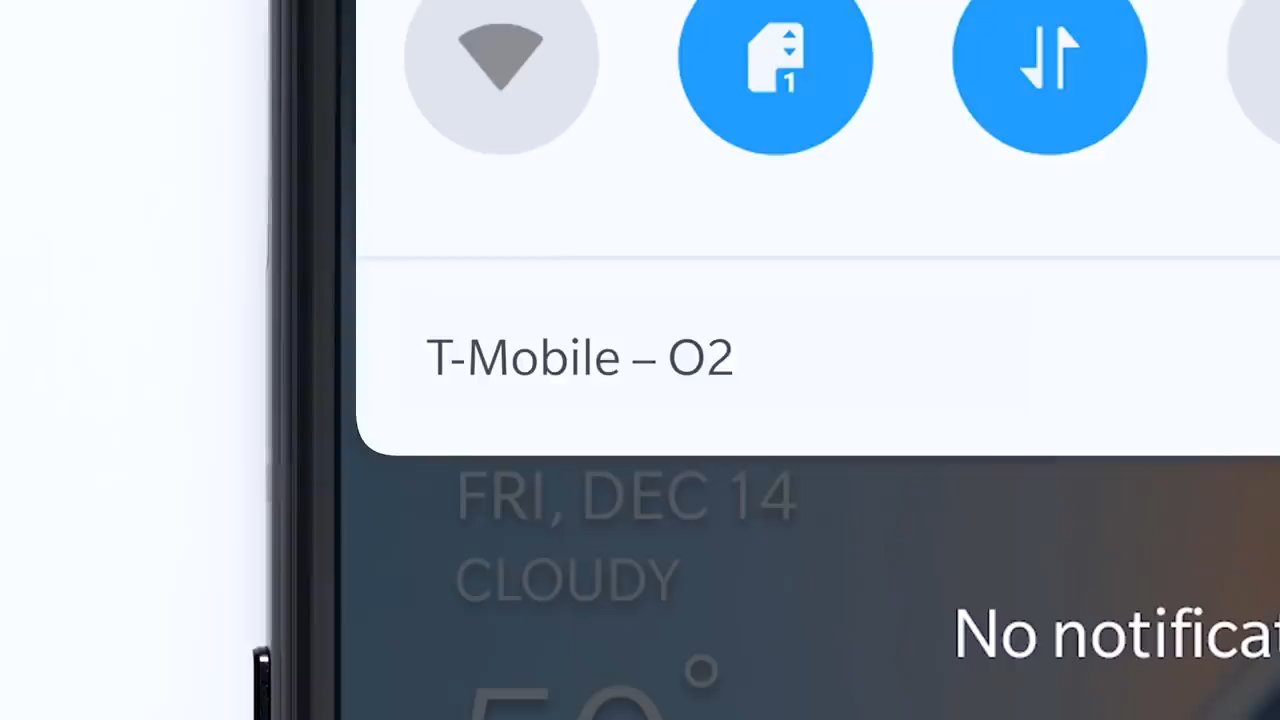 1
T-Mobile – O2
FRI, DEC 14
CLOUDY
No notificat